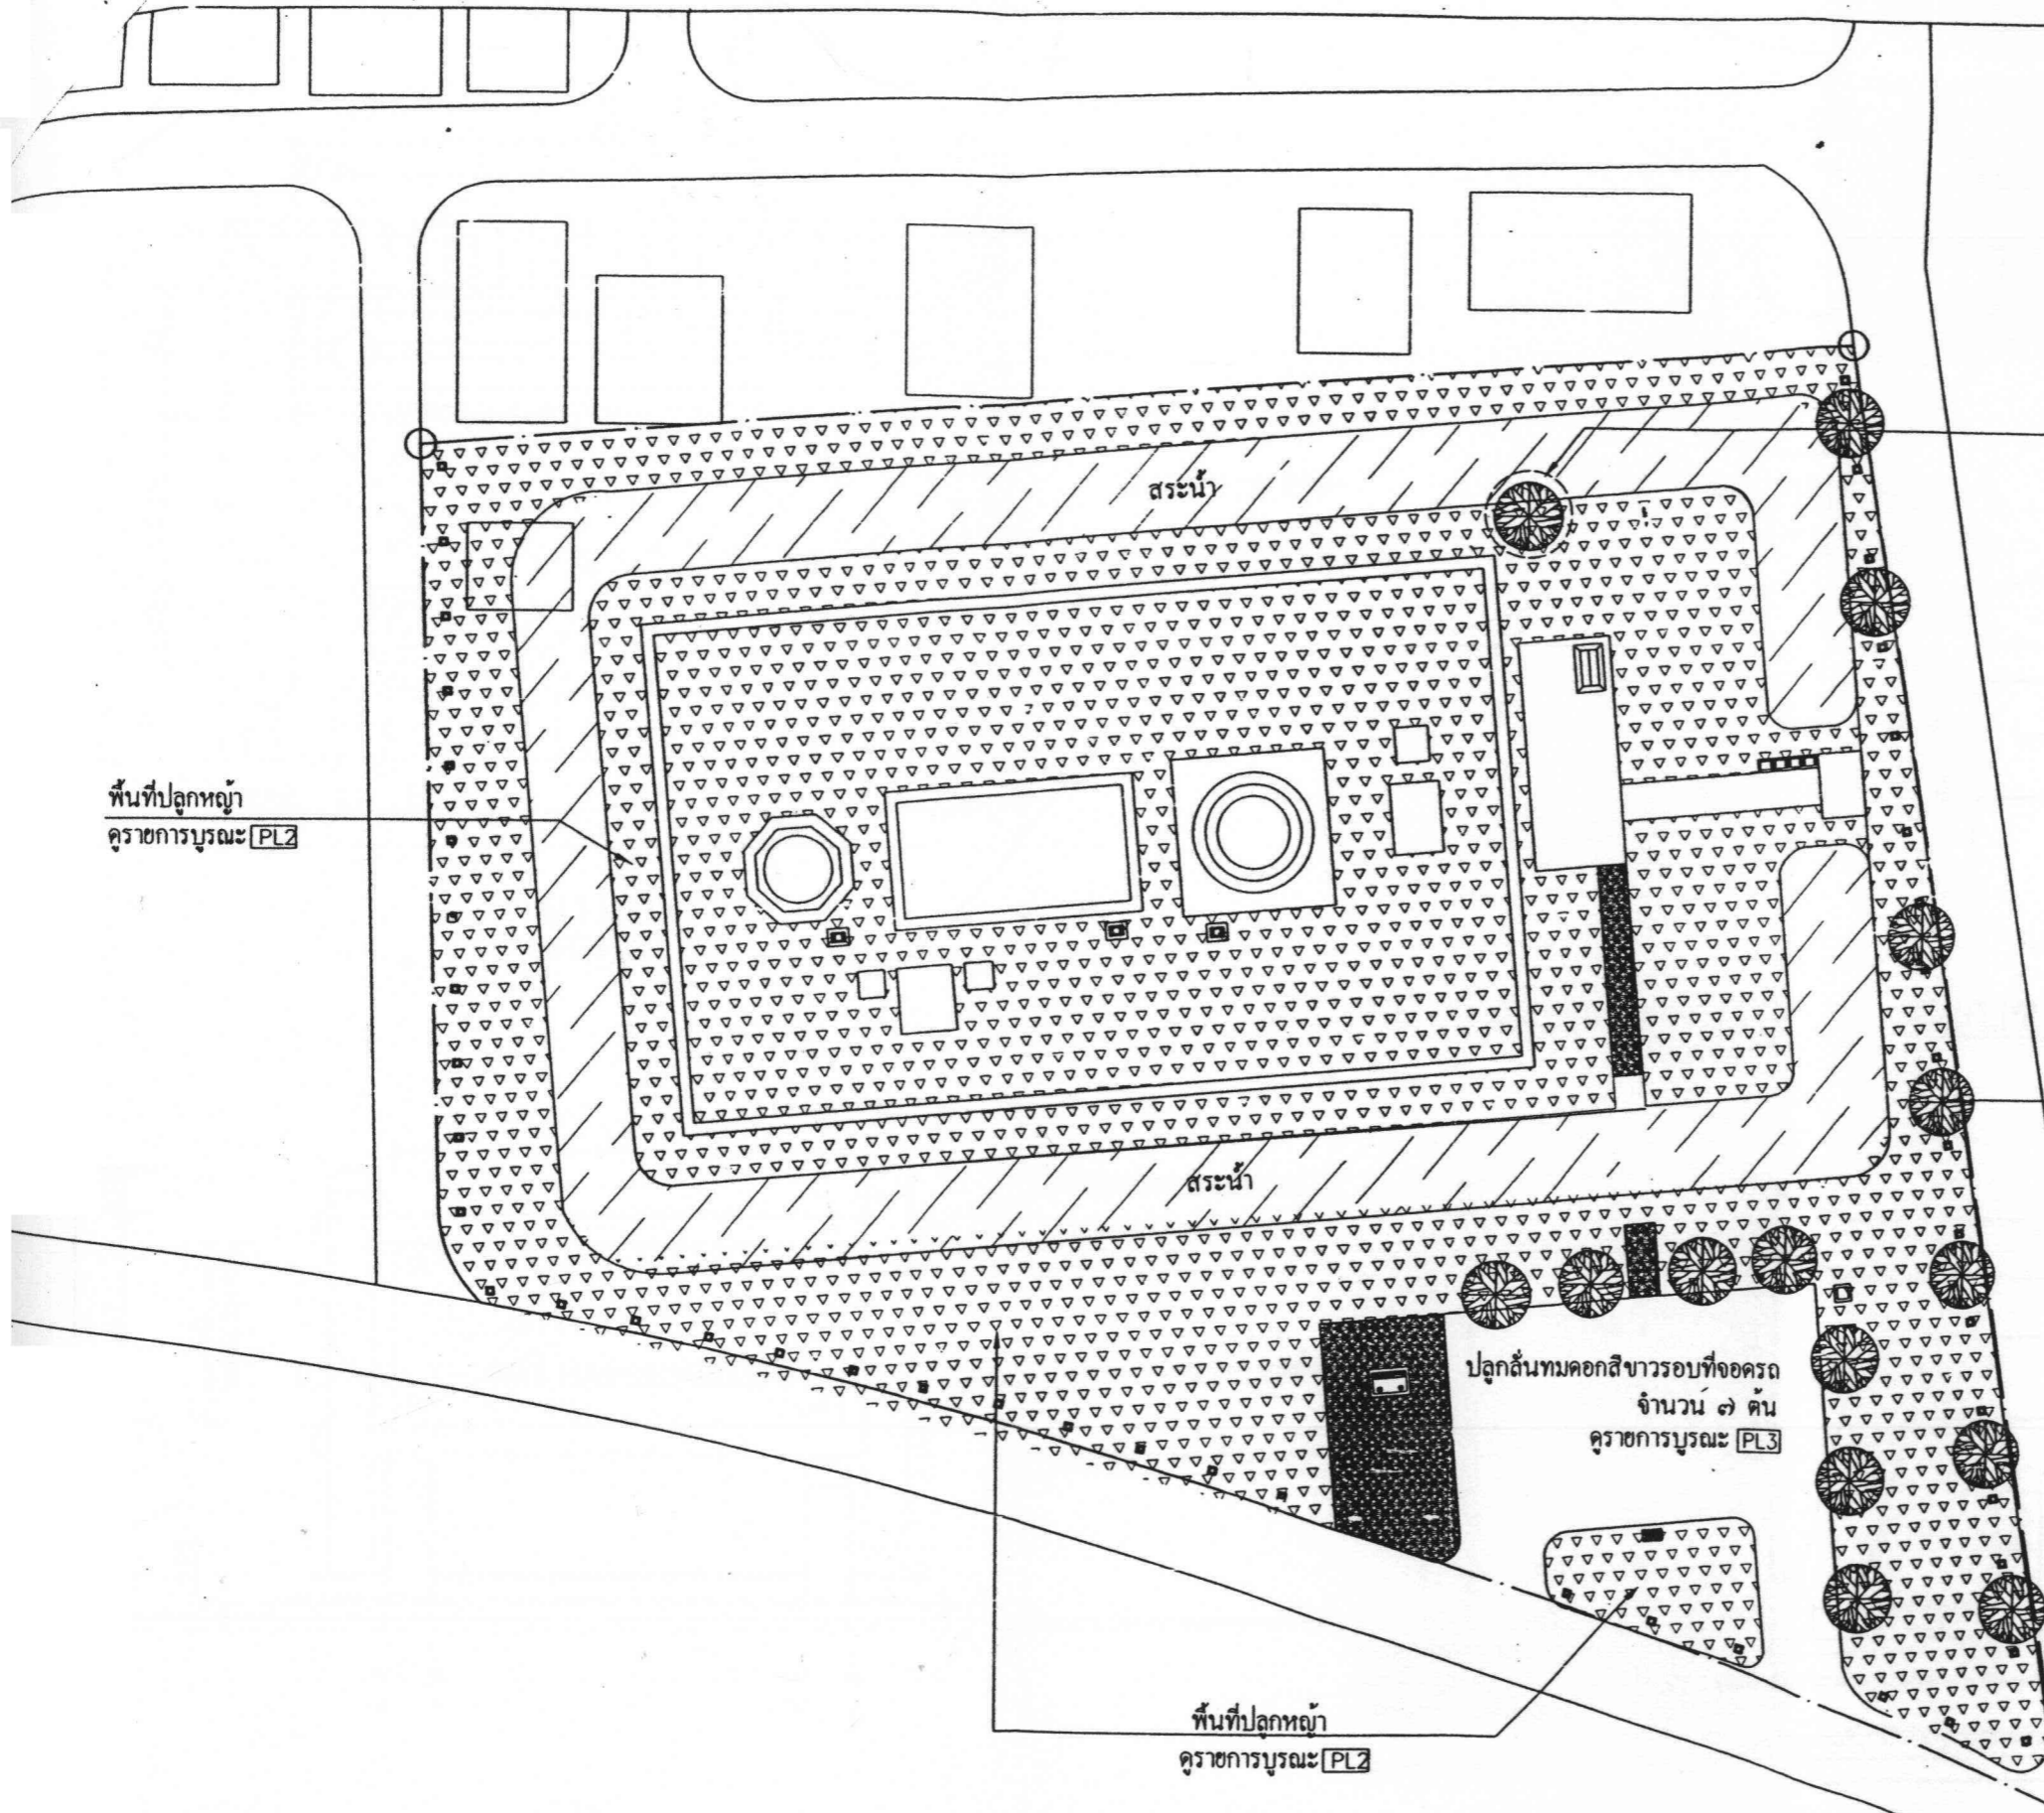 สระน้ำ
พื้นที่ปลูกหญ้า
ดูรายการบูรณะ PL2
สระน้ำ
ปลูกลั่นทมดอกสีขาวรอบที่จอดรถ
จำนวน ๗ ต้น
ดูรายการบูรณะ PL3
พื้นที่ปลูกหญ้า
ดูรายการบูรณะ PL2